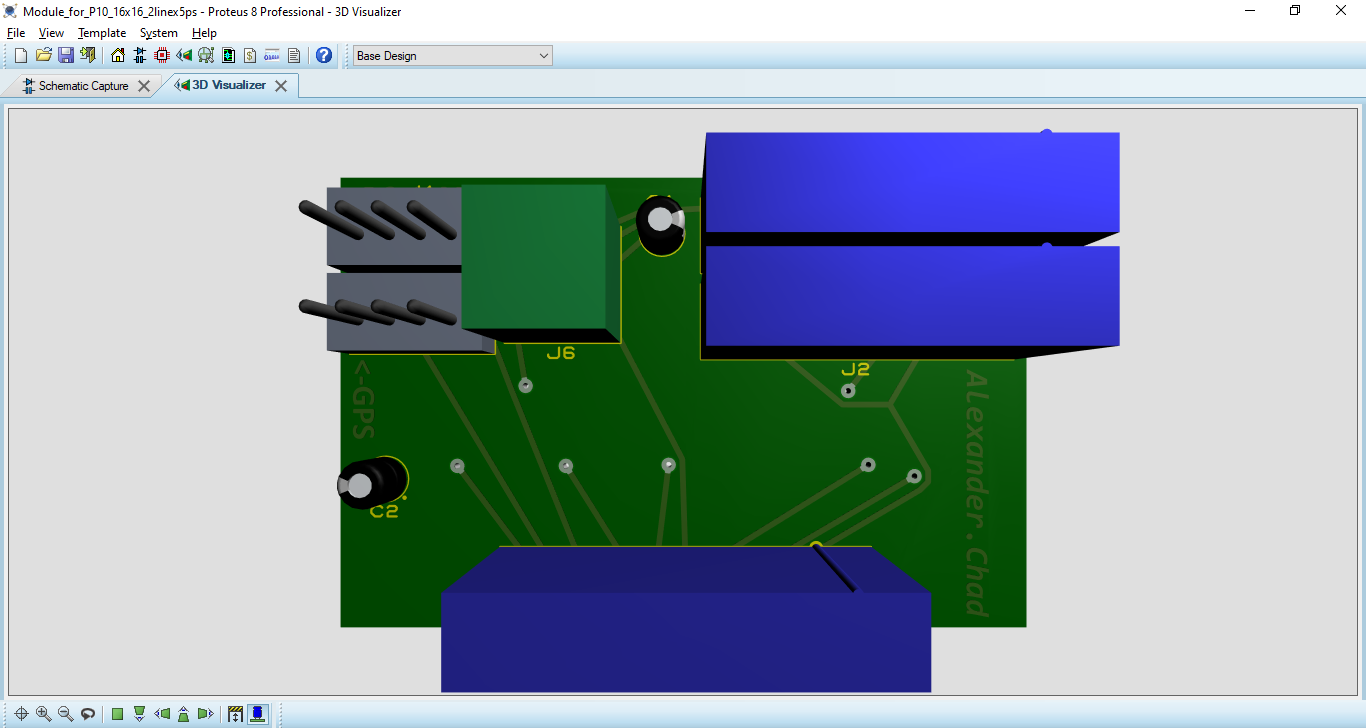 Module_for_P10_16x16_2linex5ps - Proteus 8 Professional - 3D Visualizer
File View Template System Help
Base Design
Schematic Capture
3D Visualizer
J6
J2
<-GPS
C2
ALexander.Chad